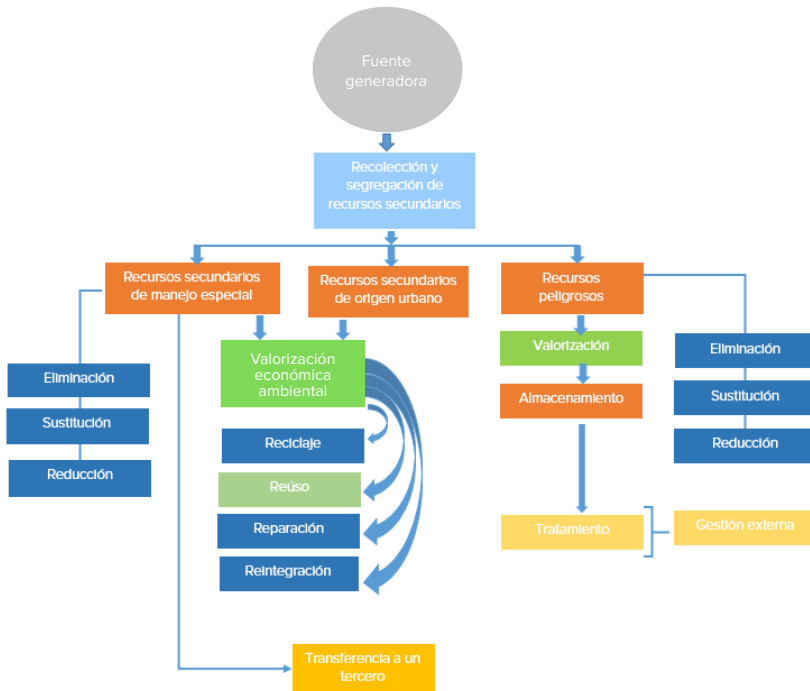 Fuente
generadora
Recolección y
segregación de
recursos secundarios
Recursos secundarios
de manejo especial
Recursos secundarios
de origen urbano
Recursos
peligrosos
Valorización
económica
ambiental
Valorización
Almacenamiento
Eliminación
Sustitución
Reducción
Eliminación
Sustitución
Reducción
Reciclaje
Reúso
Reparación
Reintegración
Tratamiento
Gestión externa
Transferencia a un
tercero